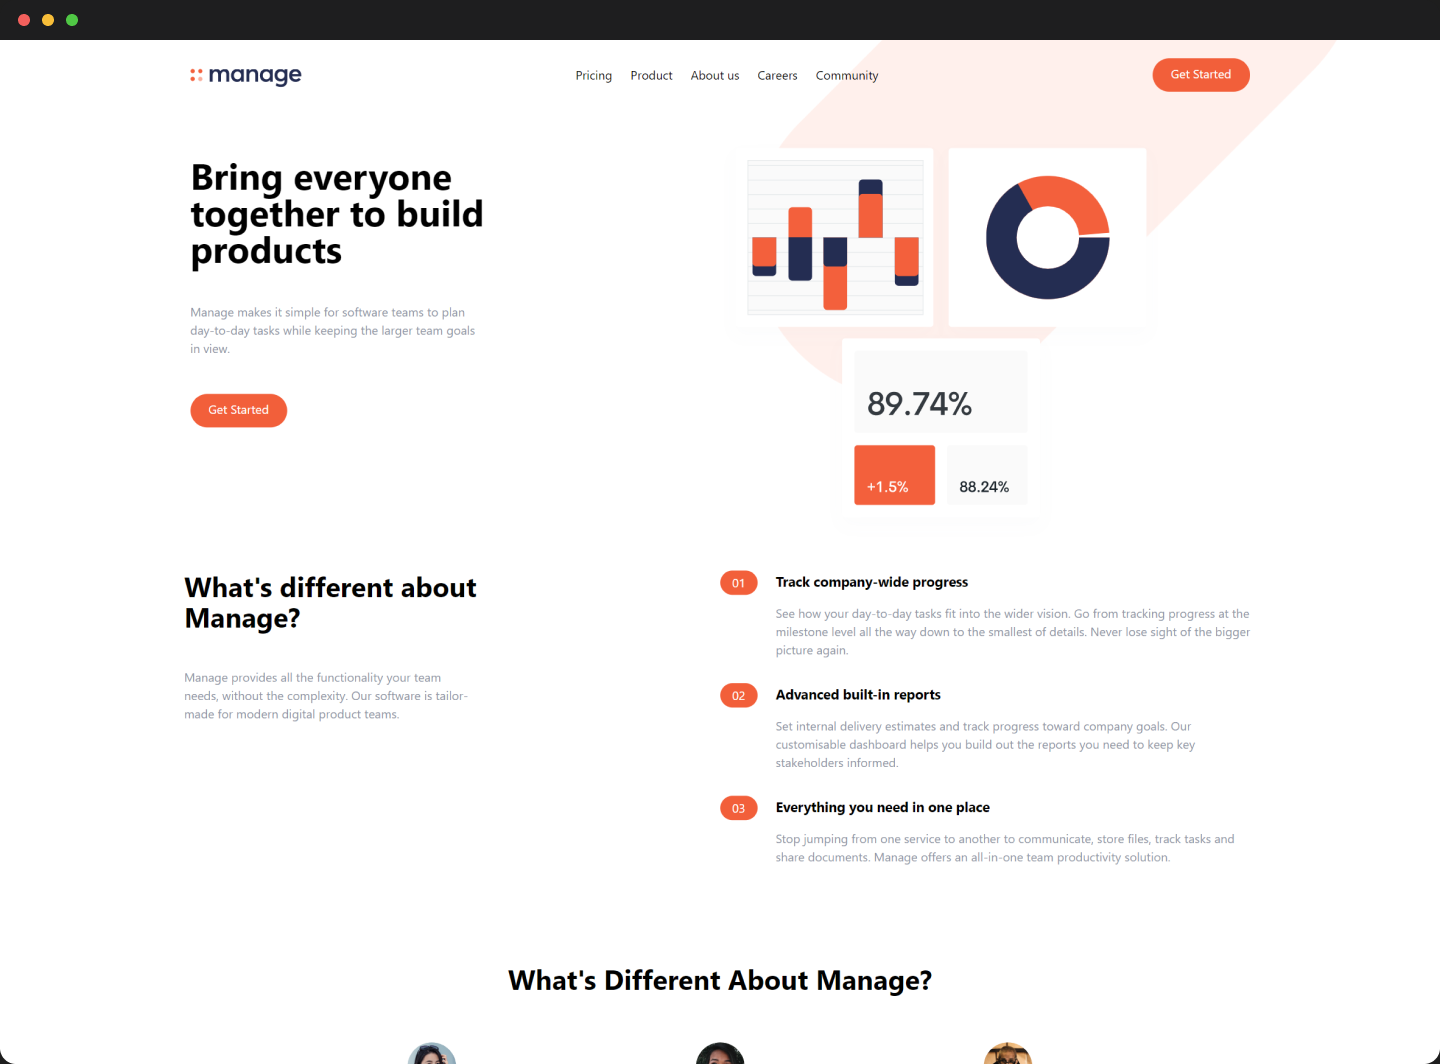 manage
Pricing Product About us Careers Community
Get Started
Bring everyone
together to build
products
Manage makes it simple for software teams to plan
day-to-day tasks while keeping the larger team goals
in view.
Get Started
89.74%
+1.5%
88.24%
What's different about
Manage?
Manage provides all the functionality your team
needs, without the complexity. Our software is tailor-
made for modern digital product teams.
01
Track company-wide progress
See how your day-to-day tasks fit into the wider vision. Go from tracking progress at the
milestone level all the way down to the smallest of details. Never lose sight of the bigger
picture again.
02
Advanced built-in reports
Set internal delivery estimates and track progress toward company goals. Our
customisable dashboard helps you build out the reports you need to keep key
stakeholders informed.
03
Everything you need in one place
Stop jumping from one service to another to communicate, store files, track tasks and
share documents. Manage offers an all-in-one team productivity solution.
What's Different About Manage?